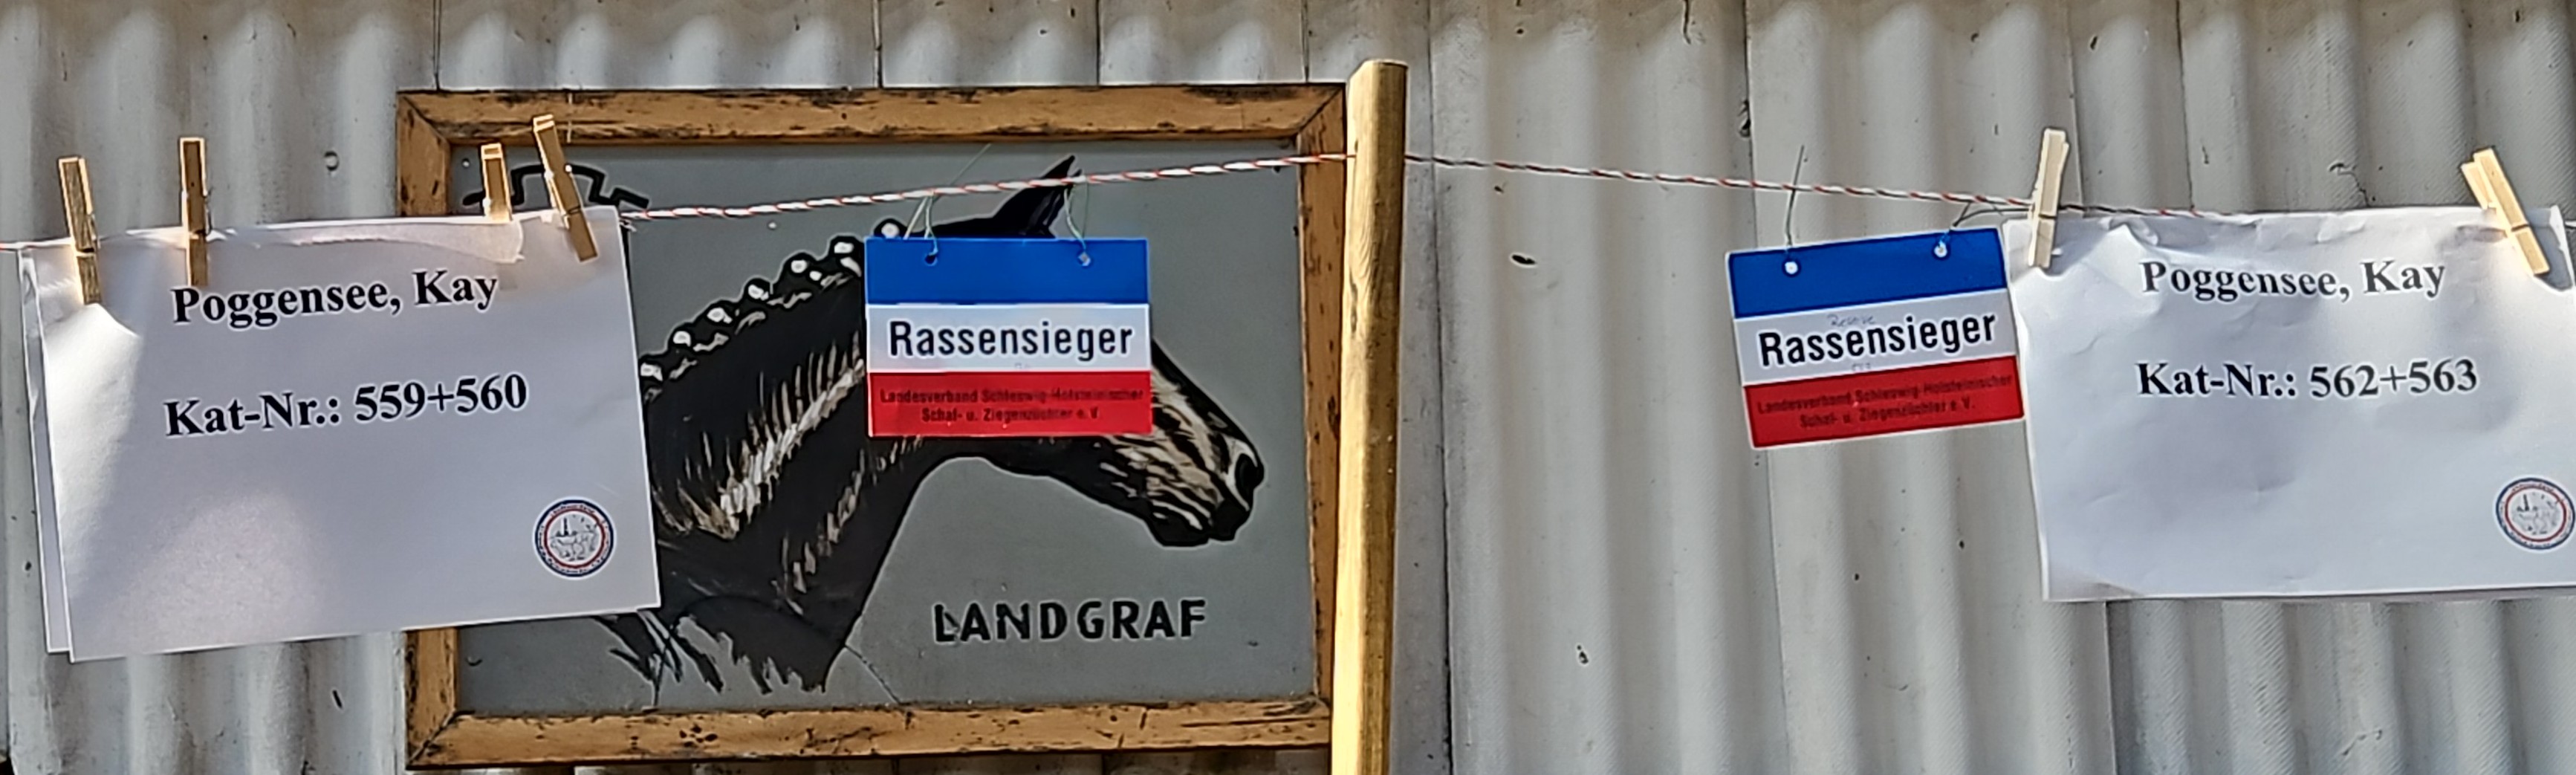 Poggensee, Kay
Kat-Nr.: 559+560
Rassensieger
Landesverband Schleswig-Holsteinischer
Schaf- u. Ziegenzüchter e.V.
LANDGRAF
Reserve
Rassensieger
Landesverband Schleswig-Holsteinischer
Schaf- u. Ziegenzüchter e.V.
Poggensee, Kay
Kat-Nr.: 562+563